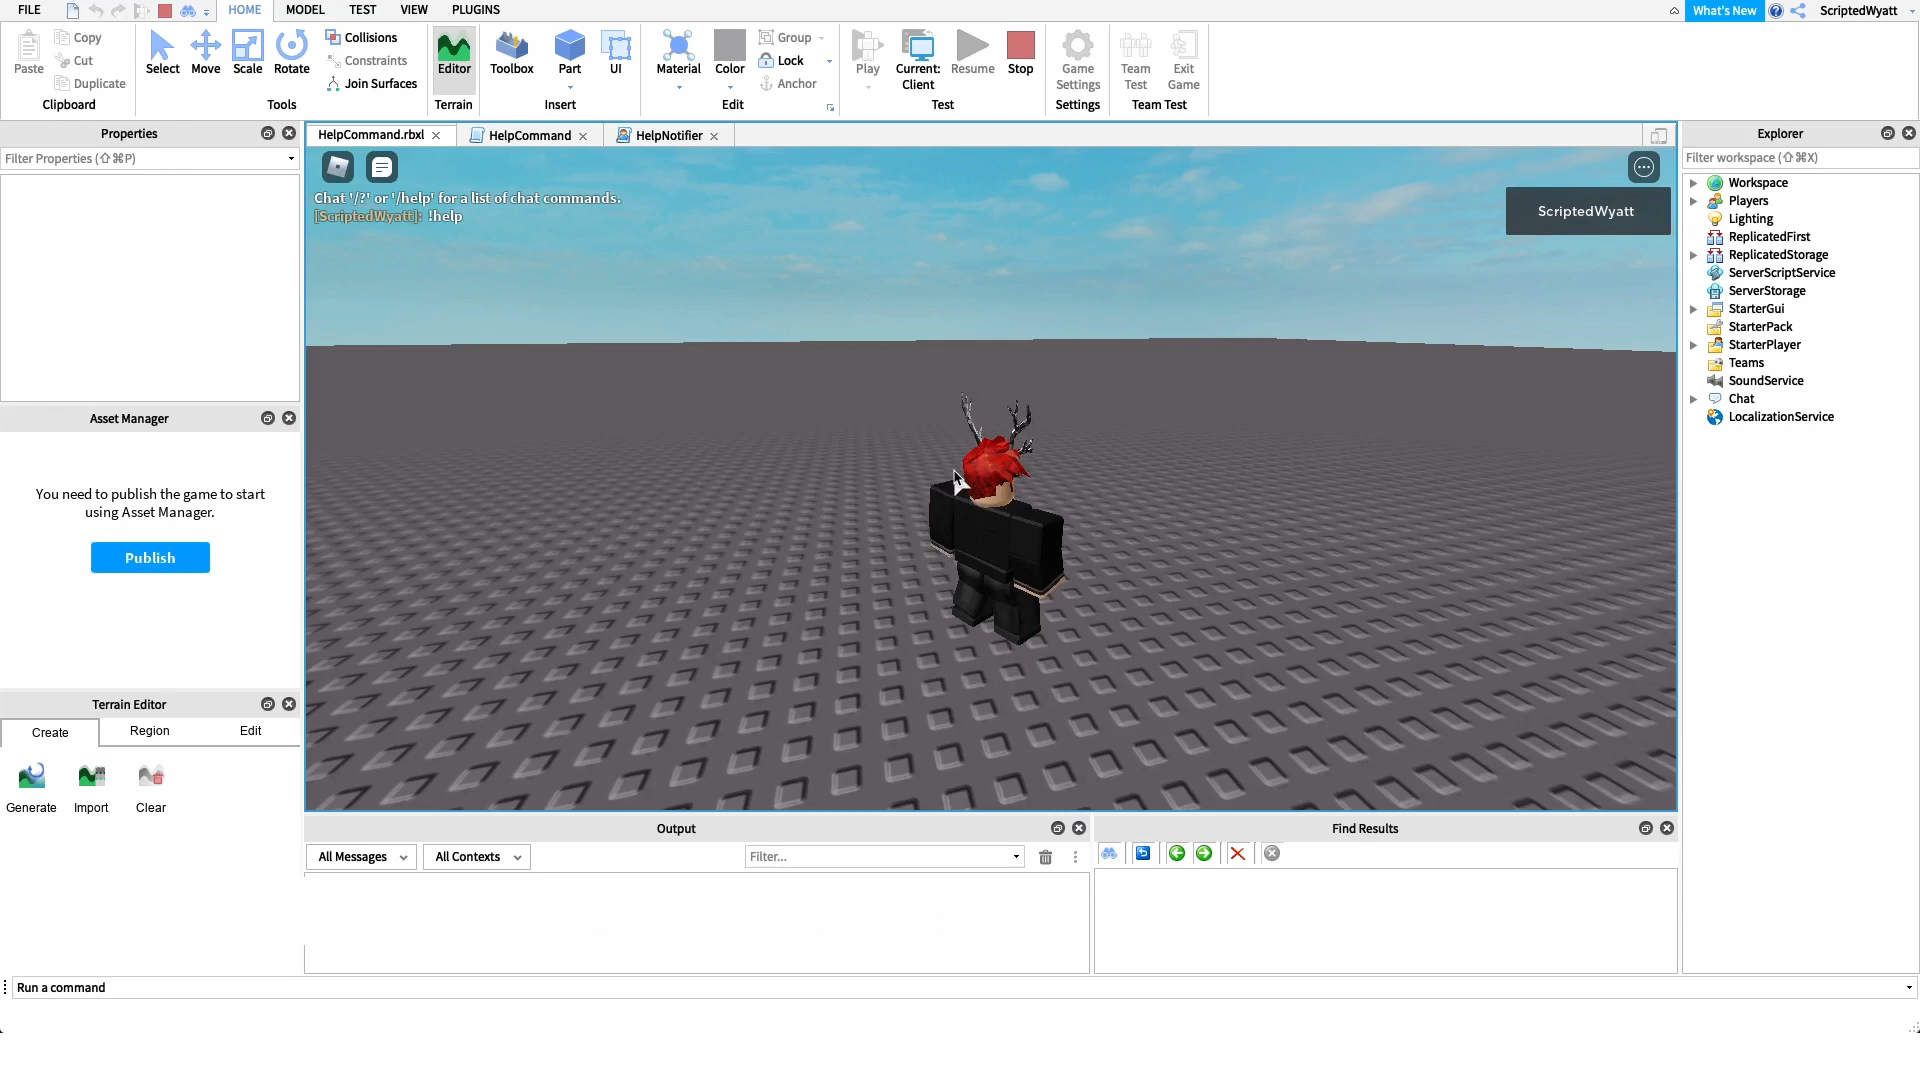 FILE
HOME
MODEL
TEST
VIEW
PLUGINS
What's New
ScriptedWyatt
Paste
Copy
Cut
Duplicate
Clipboard
Select
Move
Scale
Rotate
Collisions
Constraints
Join Surfaces
Tools
Editor
Terrain
Toolbox
Part
UI
Insert
Material
Color
Group
Lock
Anchor
Edit
Play
Current:
Client
Resume
Stop
Test
Game
Settings
Settings
Team
Test
Exit
Game
Team Test
Properties
Filter Properties (⇧⌘P)
HelpCommand.rbxl
HelpCommand
HelpNotifier
Chat '/?' or '/help' for a list of chat commands.
[ScriptedWyatt]: !help
ScriptedWyatt
Explorer
Filter workspace (⇧⌘X)
Workspace
Players
Lighting
ReplicatedFirst
ReplicatedStorage
ServerScriptService
ServerStorage
StarterGui
StarterPack
StarterPlayer
Teams
SoundService
Chat
LocalizationService
Asset Manager
You need to publish the game to start
using Asset Manager.
Publish
Terrain Editor
Create
Region
Edit
Generate
Import
Clear
Output
All Messages
All Contexts
Filter...
Find Results
Run a command